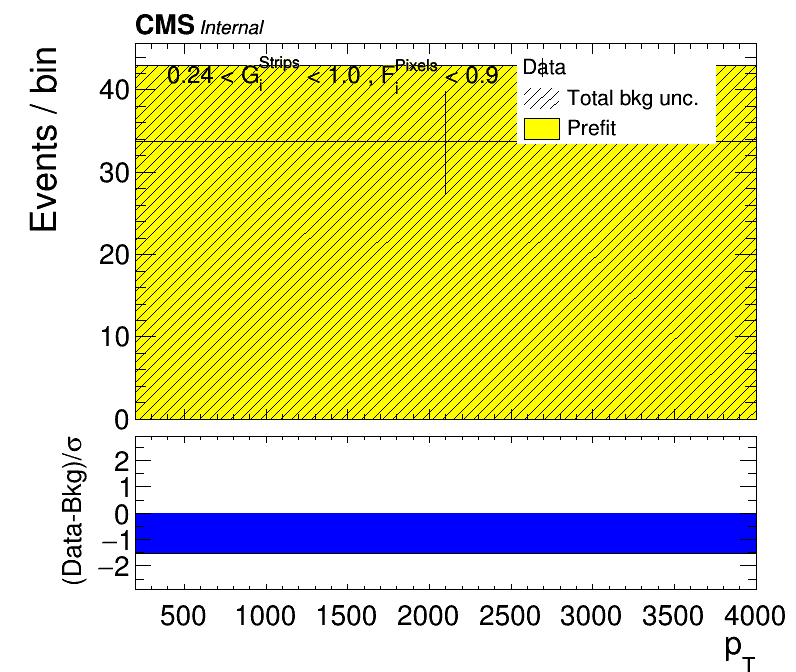 CMS Internal
Events / bin
0.24 < G_i^Strips < 1.0 , F_i^Pixels < 0.9
Data
Total bkg unc.
Prefit
40
30
20
10
0
(Data-Bkg)/σ
2
1
0
−1
−2
500 1000 1500 2000 2500 3000 3500 4000
p_T